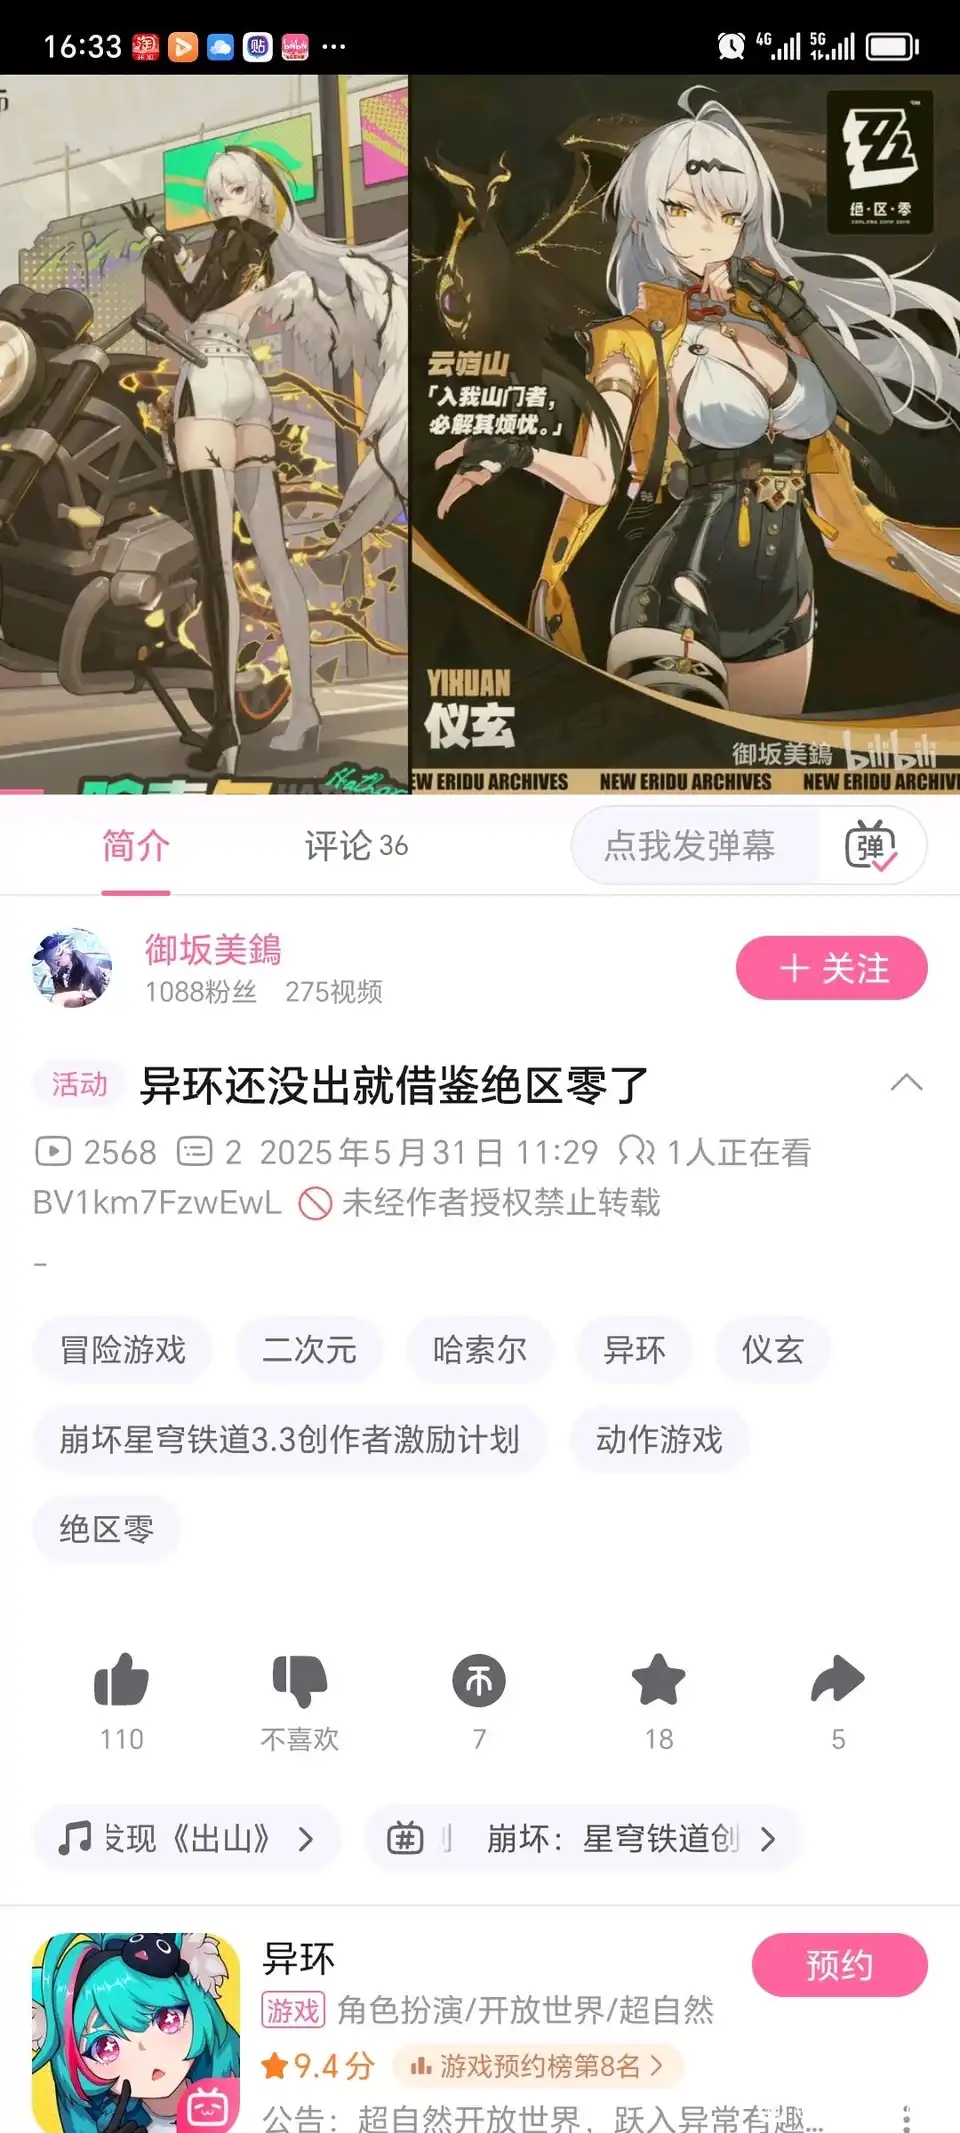 16:33
4G
5G
绝·区·零
云岿山
「入我山门者,
必解其烦忧。」
YIXUAN
仪玄
御坂美鶴 bilibili
EW ERIDU ARCHIVES NEW ERIDU ARCHIVES NEW ERIDU ARCHIV
简介 评论 36 点我发弹幕 弹
御坂美鶴
1088粉丝 275视频
+ 关注
活动 异环还没出就借鉴绝区零了
2568 2 2025年5月31日 11:29 1人正在看
BV1km7FzwEwL 未经作者授权禁止转载
-
冒险游戏 二次元 哈索尔 异环 仪玄
崩坏星穹铁道3.3创作者激励计划 动作游戏
绝区零
110 不喜欢 7 18 5
发现《出山》 > # 崩坏：星穹铁道创 >
异环
预约
游戏 角色扮演/开放世界/超自然
9.4分 游戏预约榜第8名 >
公告：超自然开放世界，跃入异常有趣...